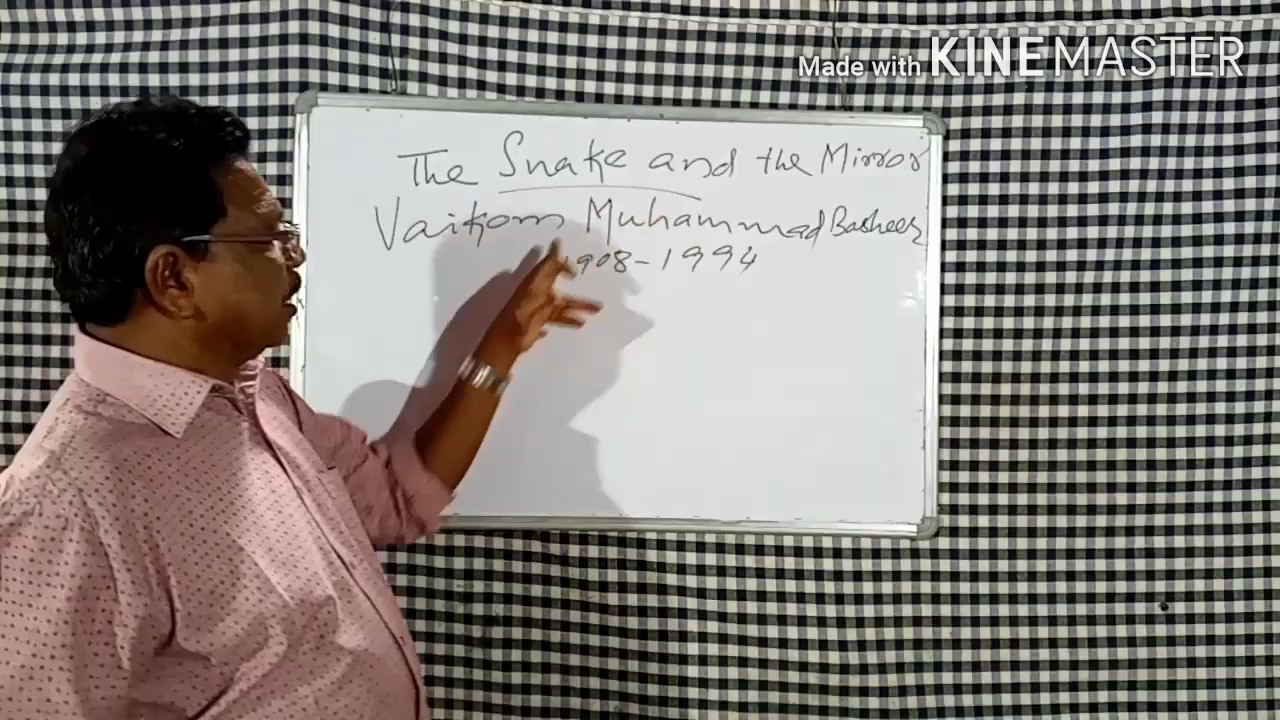 Made with KINEMASTER
The Snake and the Mirror
Vaikom Muhammad Basheer
1908-1994